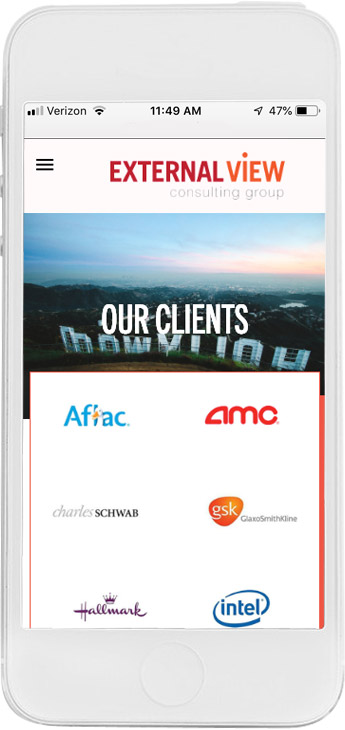 Verizon 11:49 AM 47%
EXTERNAL VIEW
consulting group
OUR CLIENTS
Aflac
amc
charles SCHWAB
gsk
GlaxoSmithKline
Hallmark
intel